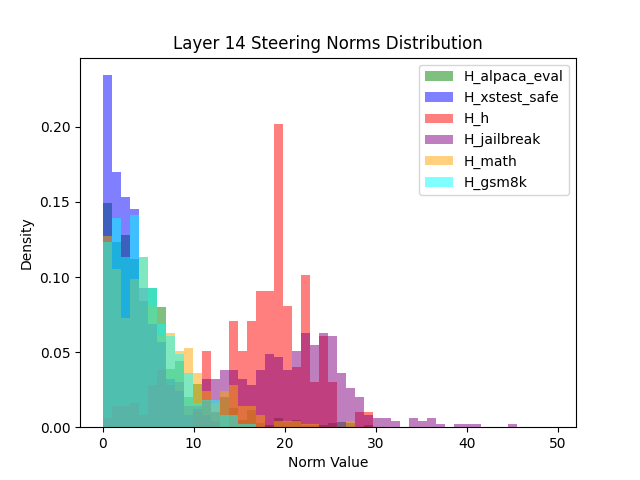 Layer 14 Steering Norms Distribution
H_alpaca_eval
H_xstest_safe
H_h
H_jailbreak
H_math
H_gsm8k
Density
0.20
0.15
0.10
0.05
0.00
0
10
20
30
40
50
Norm Value